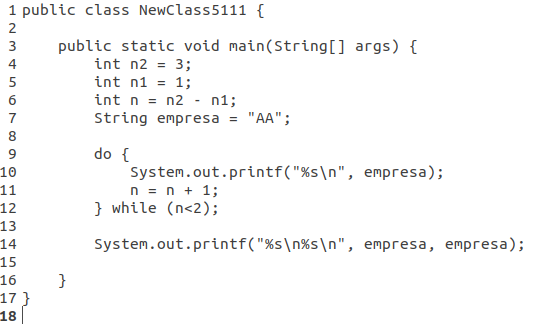 1 public class NewClass5111 {
2
3     public static void main(String[] args) {
4         int n2 = 3;
5         int n1 = 1;
6         int n = n2 - n1;
7         String empresa = "AA";
8
9         do {
10             System.out.printf("%s\n", empresa);
11             n = n + 1;
12         } while (n<2);
13
14         System.out.printf("%s\n%s\n", empresa, empresa);
15
16     }
17 }
18